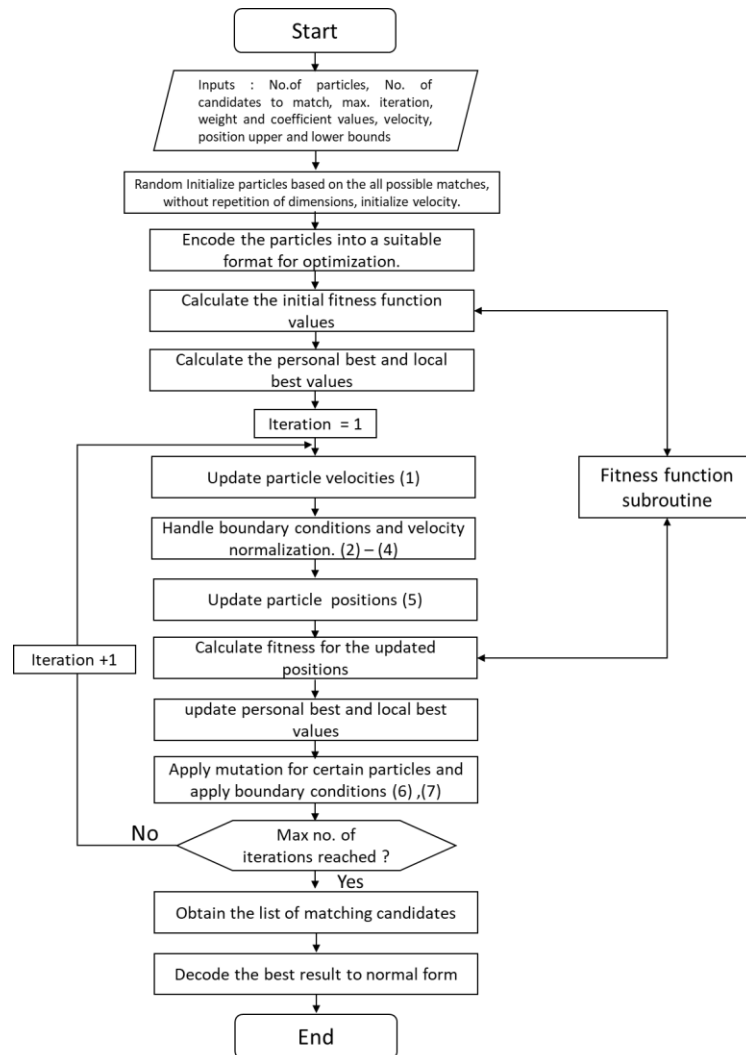 Start
Inputs : No.of particles, No. of
candidates to match, max. iteration,
weight and coefficient values, velocity,
position upper and lower bounds
Random Initialize particles based on the all possible matches,
without repetition of dimensions, initialize velocity.
Encode the particles into a suitable
format for optimization.
Calculate the initial fitness function
values
Calculate the personal best and local
best values
Iteration = 1
Update particle velocities (1)
Fitness function
subroutine
Handle boundary conditions and velocity
normalization. (2) – (4)
Update particle positions (5)
Calculate fitness for the updated
positions
Iteration +1
update personal best and local best
values
Apply mutation for certain particles and
apply boundary conditions (6) ,(7)
No
Max no. of
iterations reached ?
Yes
Obtain the list of matching candidates
Decode the best result to normal form
End